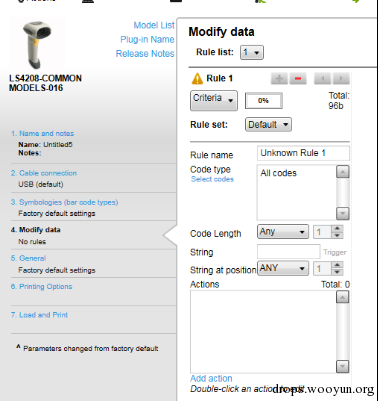 Model List
Plug-in Name
Release Notes
LS4208-COMMON
MODELS-016
1. Name and notes
Name: Untitled5
Notes:
2. Cable connection
USB (default)
3. Symbologies (bar code types)
Factory default settings
4. Modify data
No rules
5. General
Factory default settings
6. Printing Options
7. Load and Print
^ Parameters changed from factory default
Modify data
Rule list: 1
Rule 1
Criteria
0%
Total:
96b
Rule set: Default
Rule name Unknown Rule 1
Code type All codes
Select codes
Code Length Any 1
String Trigger
String at position ANY 1
Actions Total: 0
Add action
Double-click an action to edit
drops.wooyun.org